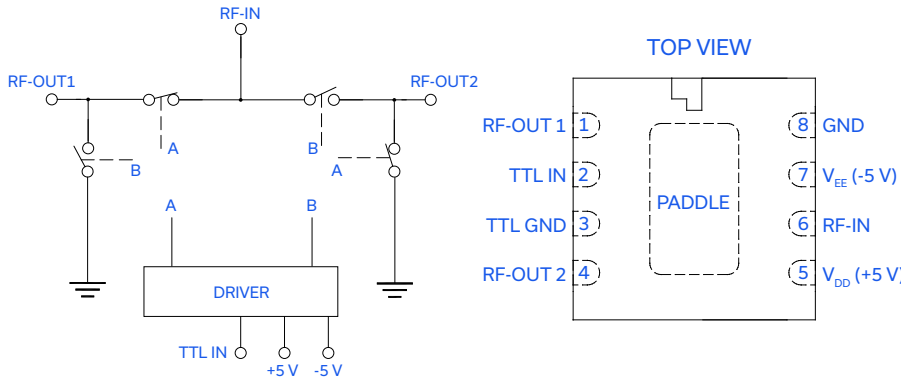 RF-IN
RF-OUT1
RF-OUT2
A
B
B
A
A
B
DRIVER
TTL IN
+5 V
-5 V
TOP VIEW
RF-OUT 1
1
8
GND
TTL IN
2
7
VEE (-5 V)
PADDLE
TTL GND
3
6
RF-IN
RF-OUT 2
4
5
VDD (+5 V)